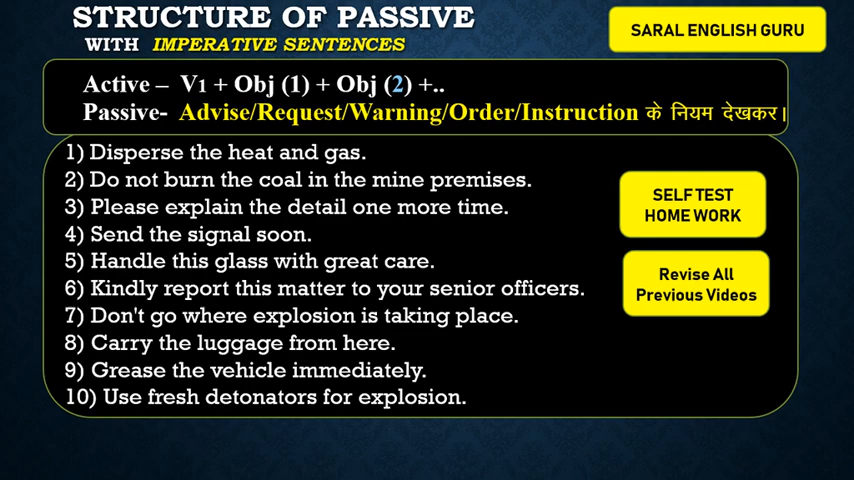 STRUCTURE OF PASSIVE
WITH IMPERATIVE SENTENCES
SARAL ENGLISH GURU
Active – V1 + Obj (1) + Obj (2) +..
Passive- Advise/Request/Warning/Order/Instruction के नियम देखकर।
1) Disperse the heat and gas.
2) Do not burn the coal in the mine premises.
3) Please explain the detail one more time.
4) Send the signal soon.
5) Handle this glass with great care.
6) Kindly report this matter to your senior officers.
7) Don't go where explosion is taking place.
8) Carry the luggage from here.
9) Grease the vehicle immediately.
10) Use fresh detonators for explosion.
SELF TEST
HOME WORK
Revise All
Previous Videos